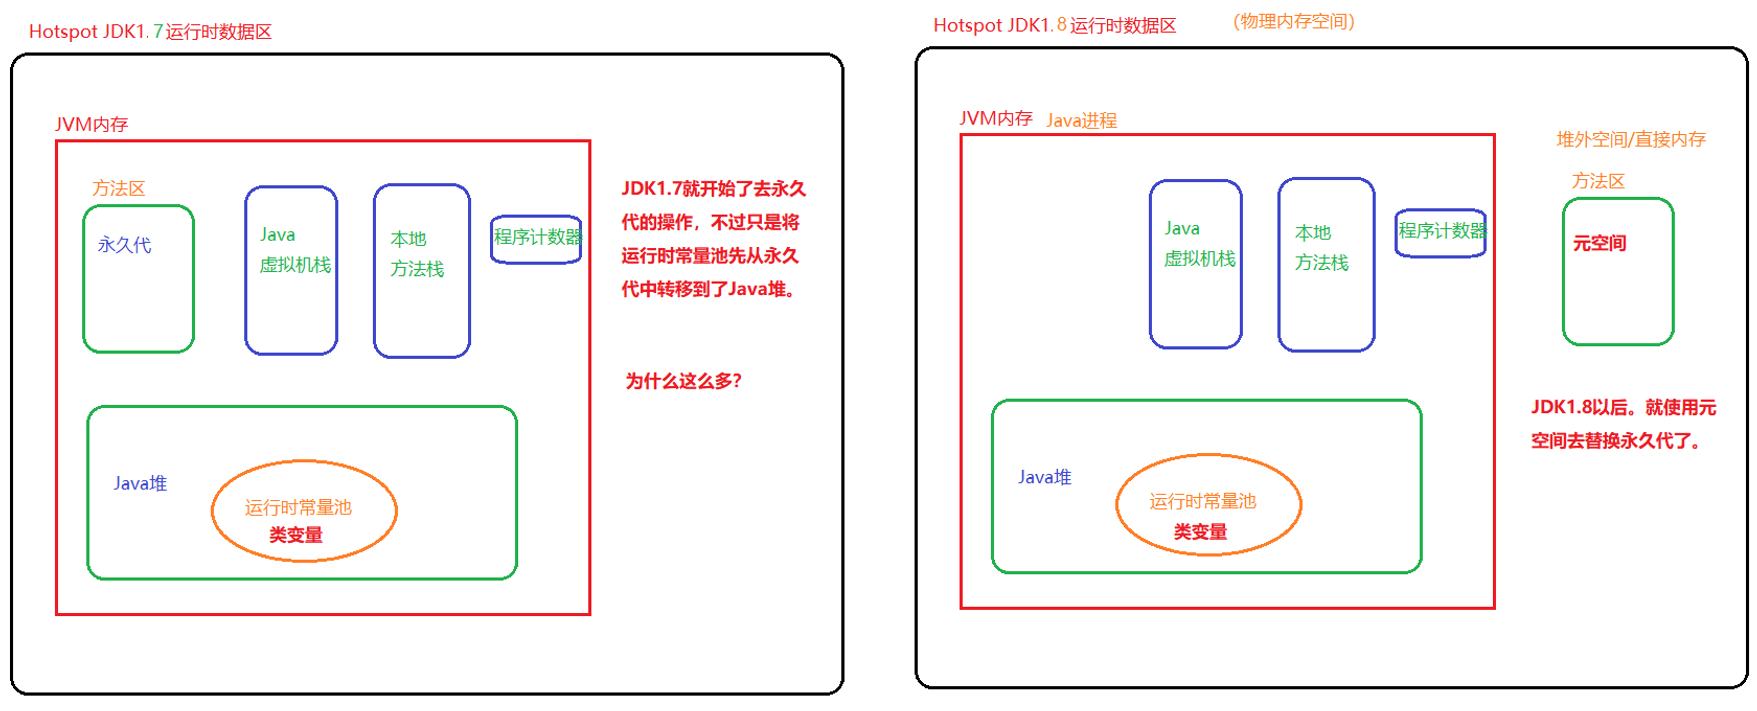 Hotspot JDK1. 7 运行时数据区
JVM内存
方法区
永久代
Java
虚拟机栈
本地
方法栈
程序计数器
JDK1.7就开始了去永久
代的操作，不过只是将
运行时常量池先从永久
代中转移到了Java堆。
为什么这么多？
Java堆
运行时常量池
类变量
Hotspot JDK1. 8 运行时数据区 （物理内存空间）
JVM内存 Java进程
堆外空间/直接内存
方法区
元空间
Java
虚拟机栈
本地
方法栈
程序计数器
JDK1.8以后。就使用元
空间去替换永久代了。
Java堆
运行时常量池
类变量